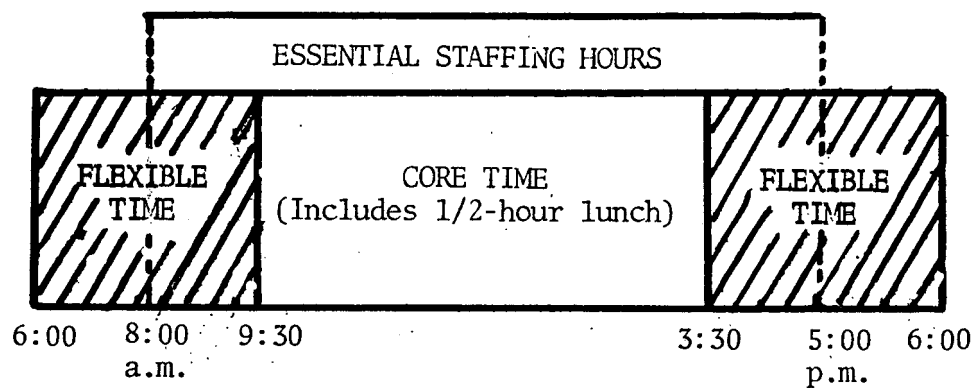 ESSENTIAL STAFFING HOURS
FLEXIBLE
TIME
CORE TIME
(Includes 1/2-hour lunch)
FLEXIBLE
TIME
6:00 8:00 9:30 3:30 5:00 6:00
a.m. p.m.